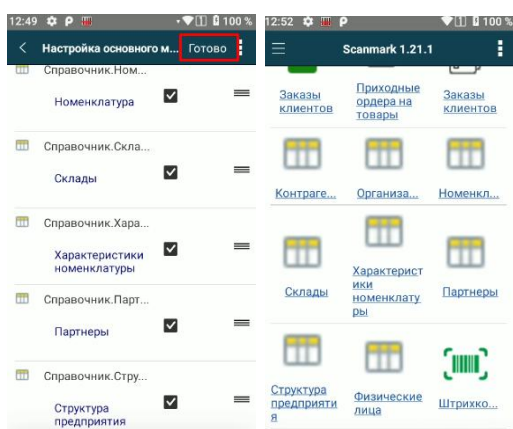 12:49 100 %
Настройка основного м... Готово
Справочник.Ном...
Номенклатура
Справочник.Скла...
Склады
Справочник.Хара...
Характеристики
номенклатуры
Справочник.Парт...
Партнеры
Справочник.Стру...
Структура
предприятия
12:52 100 %
Scanmark 1.21.1
Заказы
клиентов
Приходные
ордера на
товары
Заказы
клиентов
Контраге...
Организа...
Номенкл...
Склады
Характерист
ики
номенклату
ры
Партнеры
Структура
предприяти
я
Физические
лица
Штрихко...